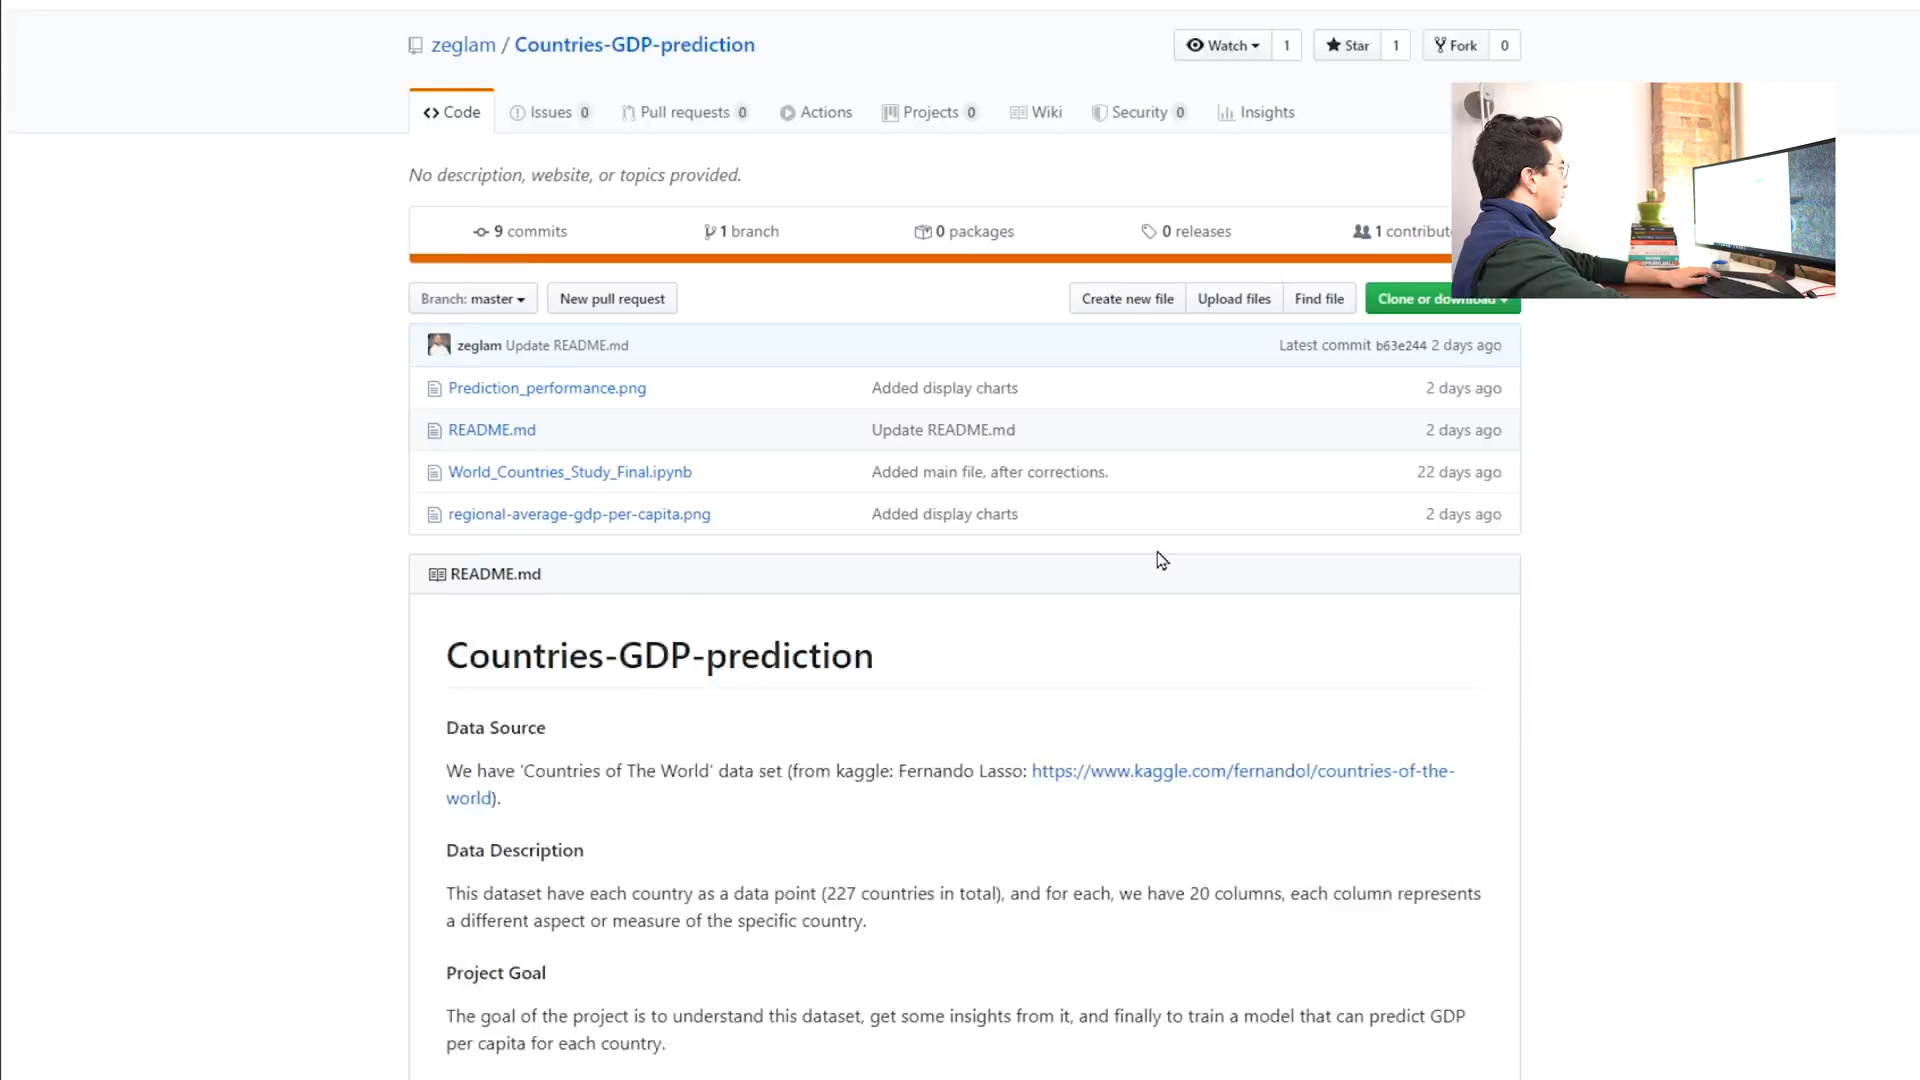 zeglam / Countries-GDP-prediction
Watch 1 Star 1 Fork 0
Code Issues 0 Pull requests 0 Actions Projects 0 Wiki Security 0 Insights
No description, website, or topics provided.
9 commits 1 branch 0 packages 0 releases 1 contribut
Branch: master New pull request Create new file Upload files Find file Clone or download
zeglam Update README.md Latest commit b63e244 2 days ago
Prediction_performance.png Added display charts 2 days ago
README.md Update README.md 2 days ago
World_Countries_Study_Final.ipynb Added main file, after corrections. 22 days ago
regional-average-gdp-per-capita.png Added display charts 2 days ago
README.md
Countries-GDP-prediction
Data Source
We have 'Countries of The World' data set (from kaggle: Fernando Lasso: https://www.kaggle.com/fernandol/countries-of-the-
world).
Data Description
This dataset have each country as a data point (227 countries in total), and for each, we have 20 columns, each column represents
a different aspect or measure of the specific country.
Project Goal
The goal of the project is to understand this dataset, get some insights from it, and finally to train a model that can predict GDP
per capita for each country.